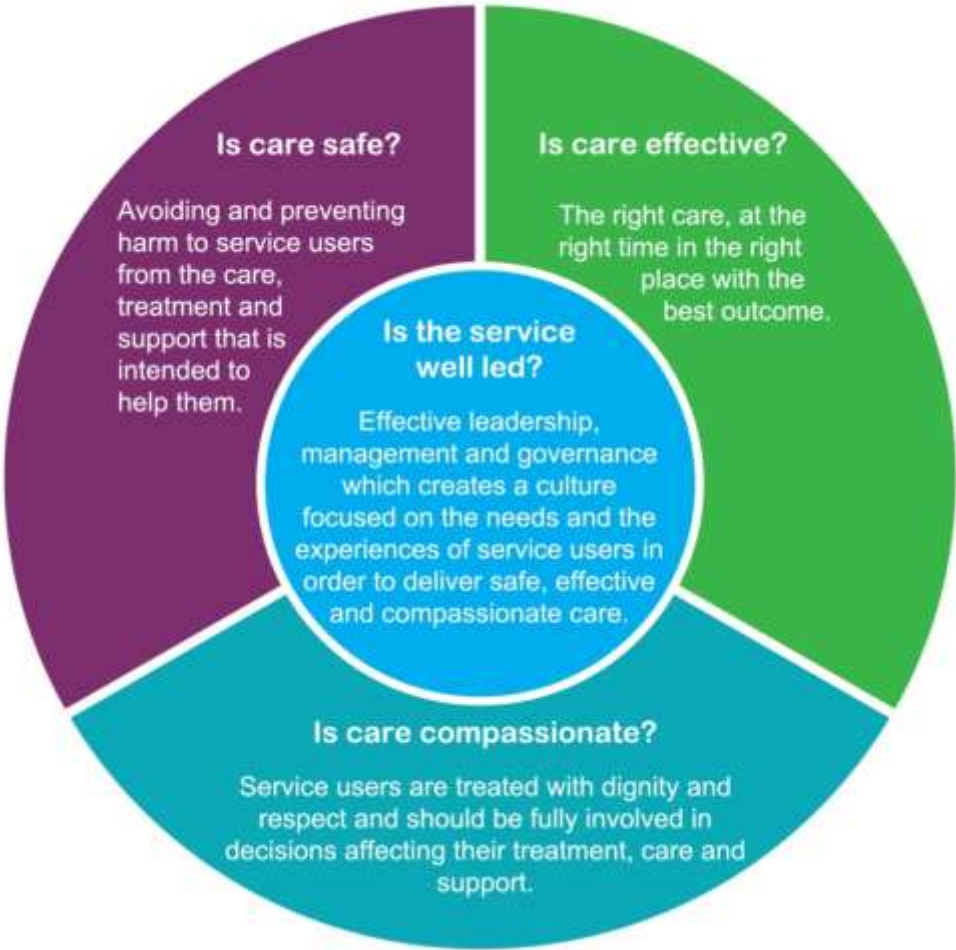 Is care safe?
Avoiding and preventing
harm to service users
from the care,
treatment and
support that is
intended to
help them.
Is care effective?
The right care, at the
right time in the right
place with the
best outcome.
Is the service
well led?
Effective leadership,
management and governance
which creates a culture
focused on the needs and the
experiences of service users in
order to deliver safe, effective
and compassionate care.
Is care compassionate?
Service users are treated with dignity and
respect and should be fully involved in
decisions affecting their treatment, care and
support.